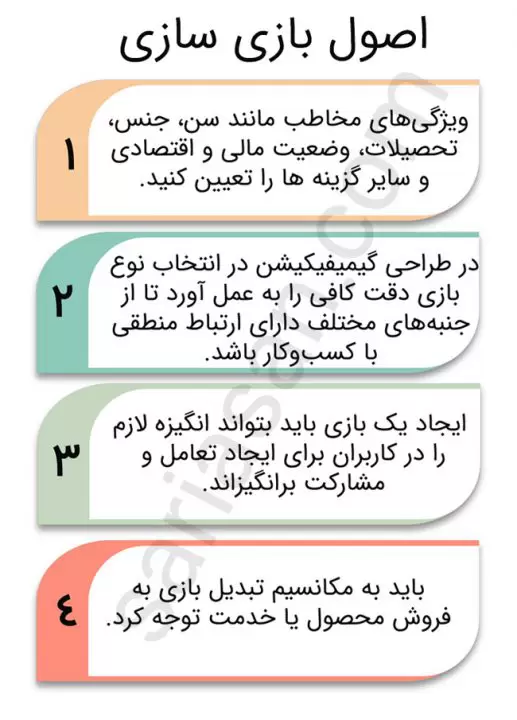 اصول بازی سازی
۱
ویژگی‌های مخاطب مانند سن، جنس،
تحصیلات، وضعیت مالی و اقتصادی
و سایر گزینه ها را تعیین کنید.
۲
در طراحی گیمیفیکیشن در انتخاب نوع
بازی دقت کافی را به عمل آورد تا از
جنبه‌های مختلف دارای ارتباط منطقی
با کسب‌وکار باشد.
۳
ایجاد یک بازی باید بتواند انگیزه لازم
را در کاربران برای ایجاد تعامل و
مشارکت برانگیزاند.
٤
باید به مکانسیم تبدیل بازی به
فروش محصول یا خدمت توجه کرد.
sariasan.com